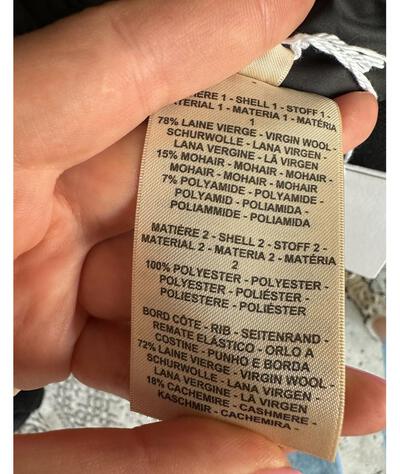 SHELL 1 - STOFF 1 -
MATERIAL 1 - MATERIA 1 - MATÉRIA
1
78% LAINE VIERGE - VIRGIN WOOL -
SCHURWOLLE - LANA VIRGEN -
LANA VERGINE - LÃ VIRGEN
15% MOHAIR - MOHAIR - MOHAIR -
MOHAIR - MOHAIR - MOHAIR
7% POLYAMIDE - POLYAMIDE -
POLYAMID - POLIAMIDA -
POLIAMMIDE - POLIAMIDA
MATIÈRE 2 - SHELL 2 - STOFF 2 -
MATERIAL 2 - MATERIA 2 - MATÉRIA
2
100% POLYESTER - POLYESTER -
POLYESTER - POLIÉSTER -
POLIESTERE - POLIÉSTER
BORD CÔTE - RIB - SEITENRAND -
REMATE ELÁSTICO - ORLO A
COSTINE - PUNHO E BORDA
72% LAINE VIERGE - VIRGIN WOOL -
SCHURWOLLE - LANA VIRGEN -
LANA VERGINE - LÃ VIRGEN
18% CACHEMIRE - CASHMERE -
KASCHMIR - CACHEMIRA -